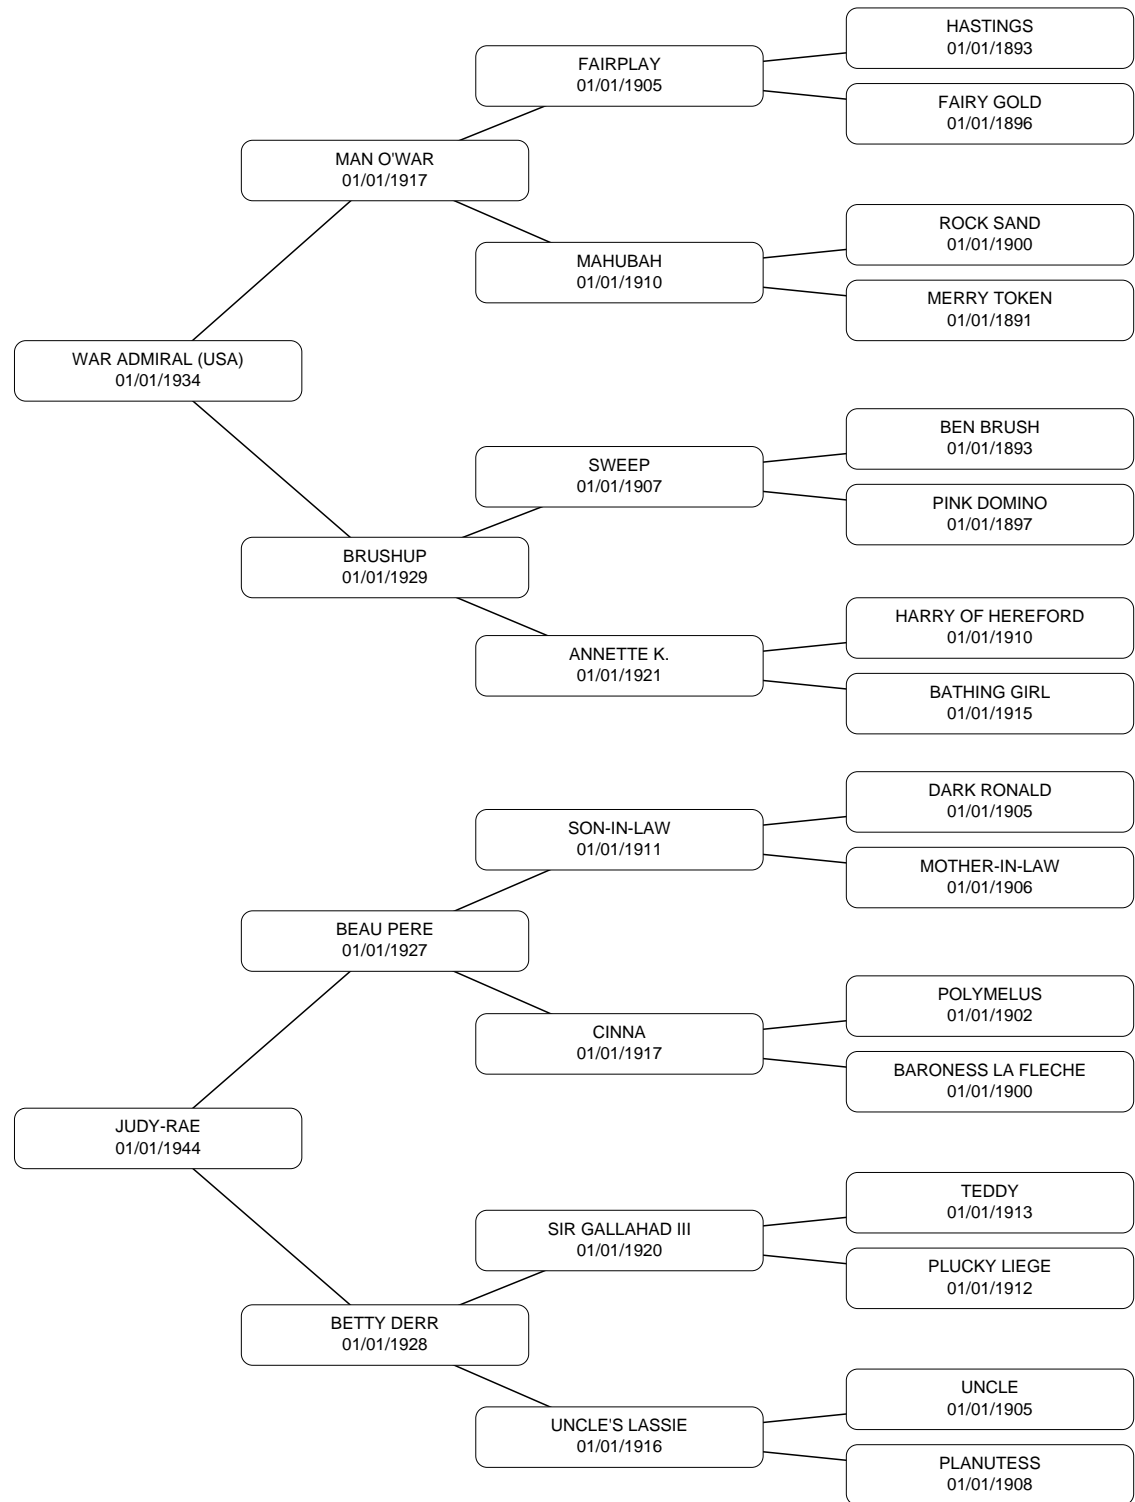 HASTINGS
01/01/1893
FAIRPLAY
01/01/1905
FAIRY GOLD
01/01/1896
MAN O'WAR
01/01/1917
ROCK SAND
01/01/1900
MAHUBAH
01/01/1910
MERRY TOKEN
01/01/1891
WAR ADMIRAL (USA)
01/01/1934
BEN BRUSH
01/01/1893
SWEEP
01/01/1907
PINK DOMINO
01/01/1897
BRUSHUP
01/01/1929
HARRY OF HEREFORD
01/01/1910
ANNETTE K.
01/01/1921
BATHING GIRL
01/01/1915
DARK RONALD
01/01/1905
SON-IN-LAW
01/01/1911
MOTHER-IN-LAW
01/01/1906
BEAU PERE
01/01/1927
POLYMELUS
01/01/1902
CINNA
01/01/1917
BARONESS LA FLECHE
01/01/1900
JUDY-RAE
01/01/1944
TEDDY
01/01/1913
SIR GALLAHAD III
01/01/1920
PLUCKY LIEGE
01/01/1912
BETTY DERR
01/01/1928
UNCLE
01/01/1905
UNCLE'S LASSIE
01/01/1916
PLANUTESS
01/01/1908